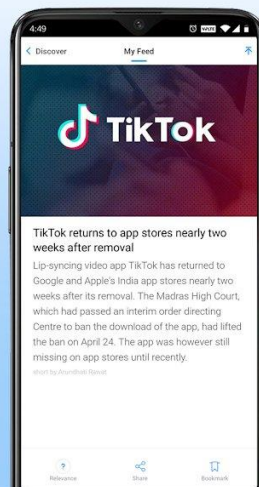 4:49
Discover
My Feed
TikTok
TikTok returns to app stores nearly two
weeks after removal
Lip-syncing video app TikTok has returned to
Google and Apple's India app stores nearly two
weeks after its removal. The Madras High Court,
which had passed an interim order directing
Centre to ban the download of the app, had lifted
the ban on April 24. The app was however still
missing on app stores until recently.
short by Arunabh Rawat
?
Relevance
Share
Bookmark